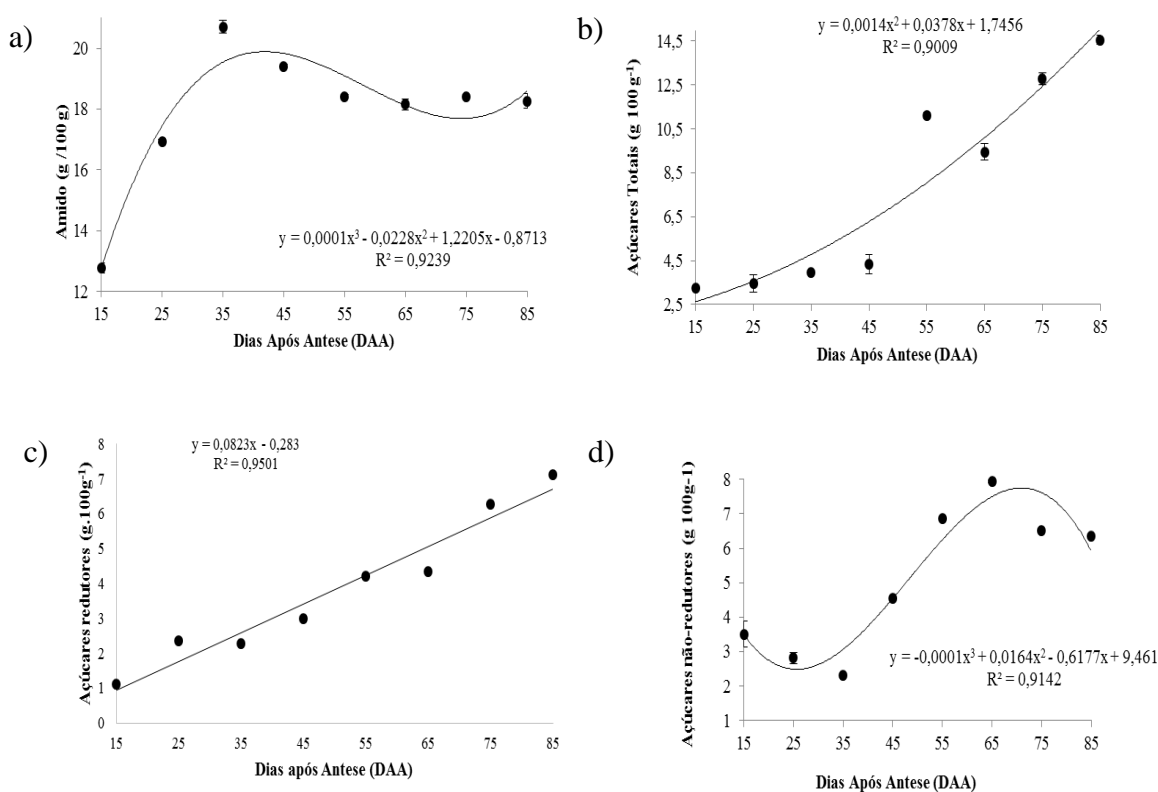 a)
Amido (g /100 g)
20
18
16
14
12
15 25 35 45 55 65 75 85
y = 0,0001x³ - 0,0228x² + 1,2205x - 0,8713
R² = 0,9239
Dias Após Antese (DAA)
b)
y = 0,0014x² + 0,0378x + 1,7456
R² = 0,9009
Açúcares Totais (g 100 g⁻¹)
14,5
12,5
10,5
8,5
6,5
4,5
2,5
15 25 35 45 55 65 75 85
Dias Após Antese (DAA)
c)
y = 0,0823x - 0,283
R² = 0,9501
Açúcares redutores (g.100g⁻¹)
8
7
6
5
4
3
2
1
0
15 25 35 45 55 65 75 85
Dias após Antese (DAA)
d)
Açúcares não-redutores (g 100g-1)
8
7
6
5
4
3
2
1
y = -0,0001x³ + 0,0164x² - 0,6177x + 9,461
R² = 0,9142
15 25 35 45 55 65 75 85
Dias Após Antese (DAA)